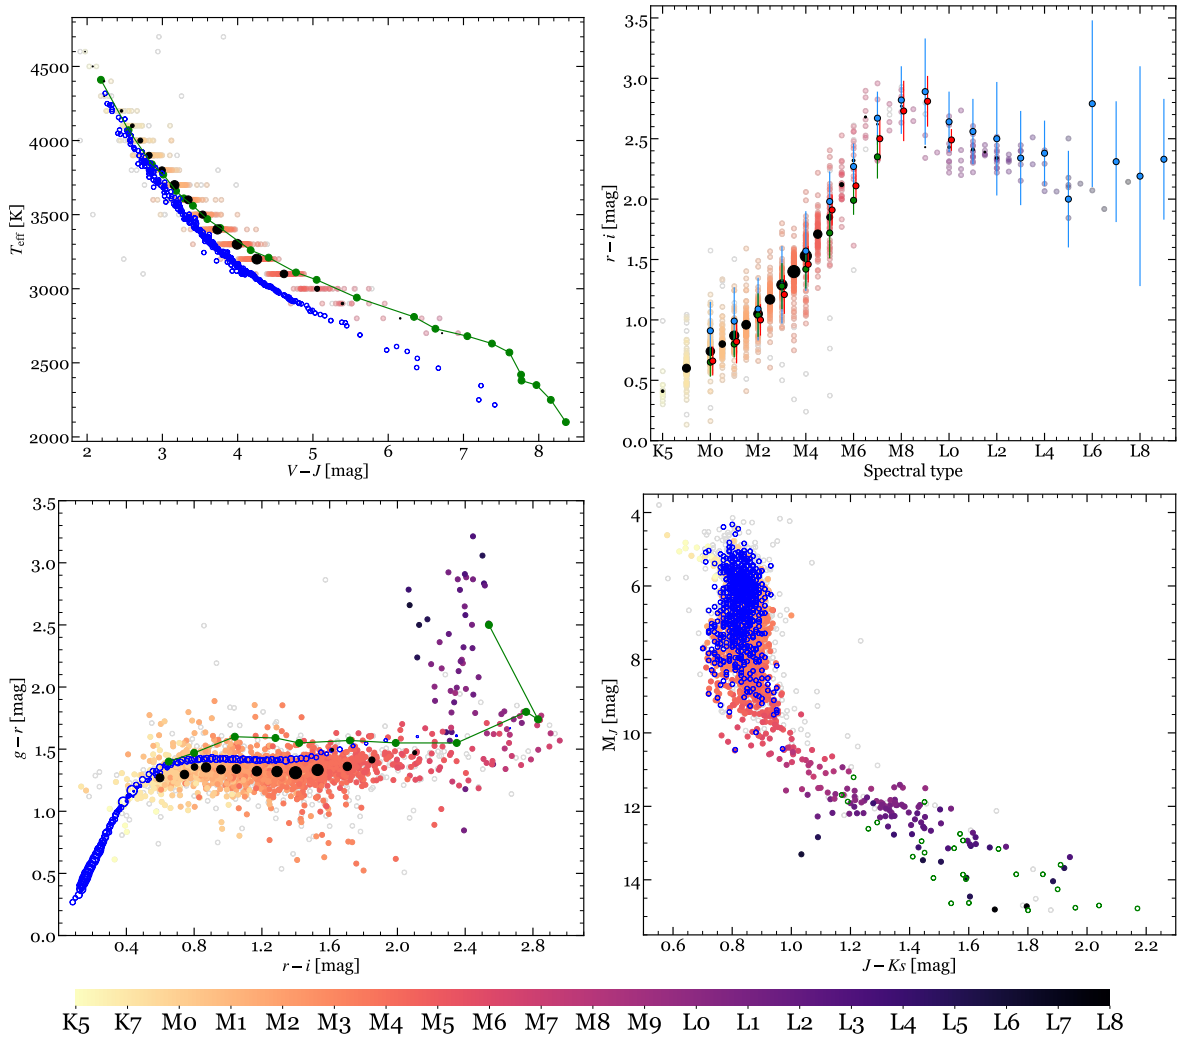 4500
4000
3500
3000
2500
2000
T_eff [K]
2 3 4 5 6 7 8
V − J [mag]
3.5
3.0
2.5
2.0
1.5
1.0
0.5
0.0
r − i [mag]
K5 M0 M2 M4 M6 M8 L0 L2 L4 L6 L8
Spectral type
3.5
3.0
2.5
2.0
1.5
1.0
0.5
0.0
g − r [mag]
0.4 0.8 1.2 1.6 2.0 2.4 2.8
r − i [mag]
4
6
8
10
12
14
M_J [mag]
0.6 0.8 1.0 1.2 1.4 1.6 1.8 2.0 2.2
J − Ks [mag]
K5 K7 M0 M1 M2 M3 M4 M5 M6 M7 M8 M9 L0 L1 L2 L3 L4 L5 L6 L7 L8